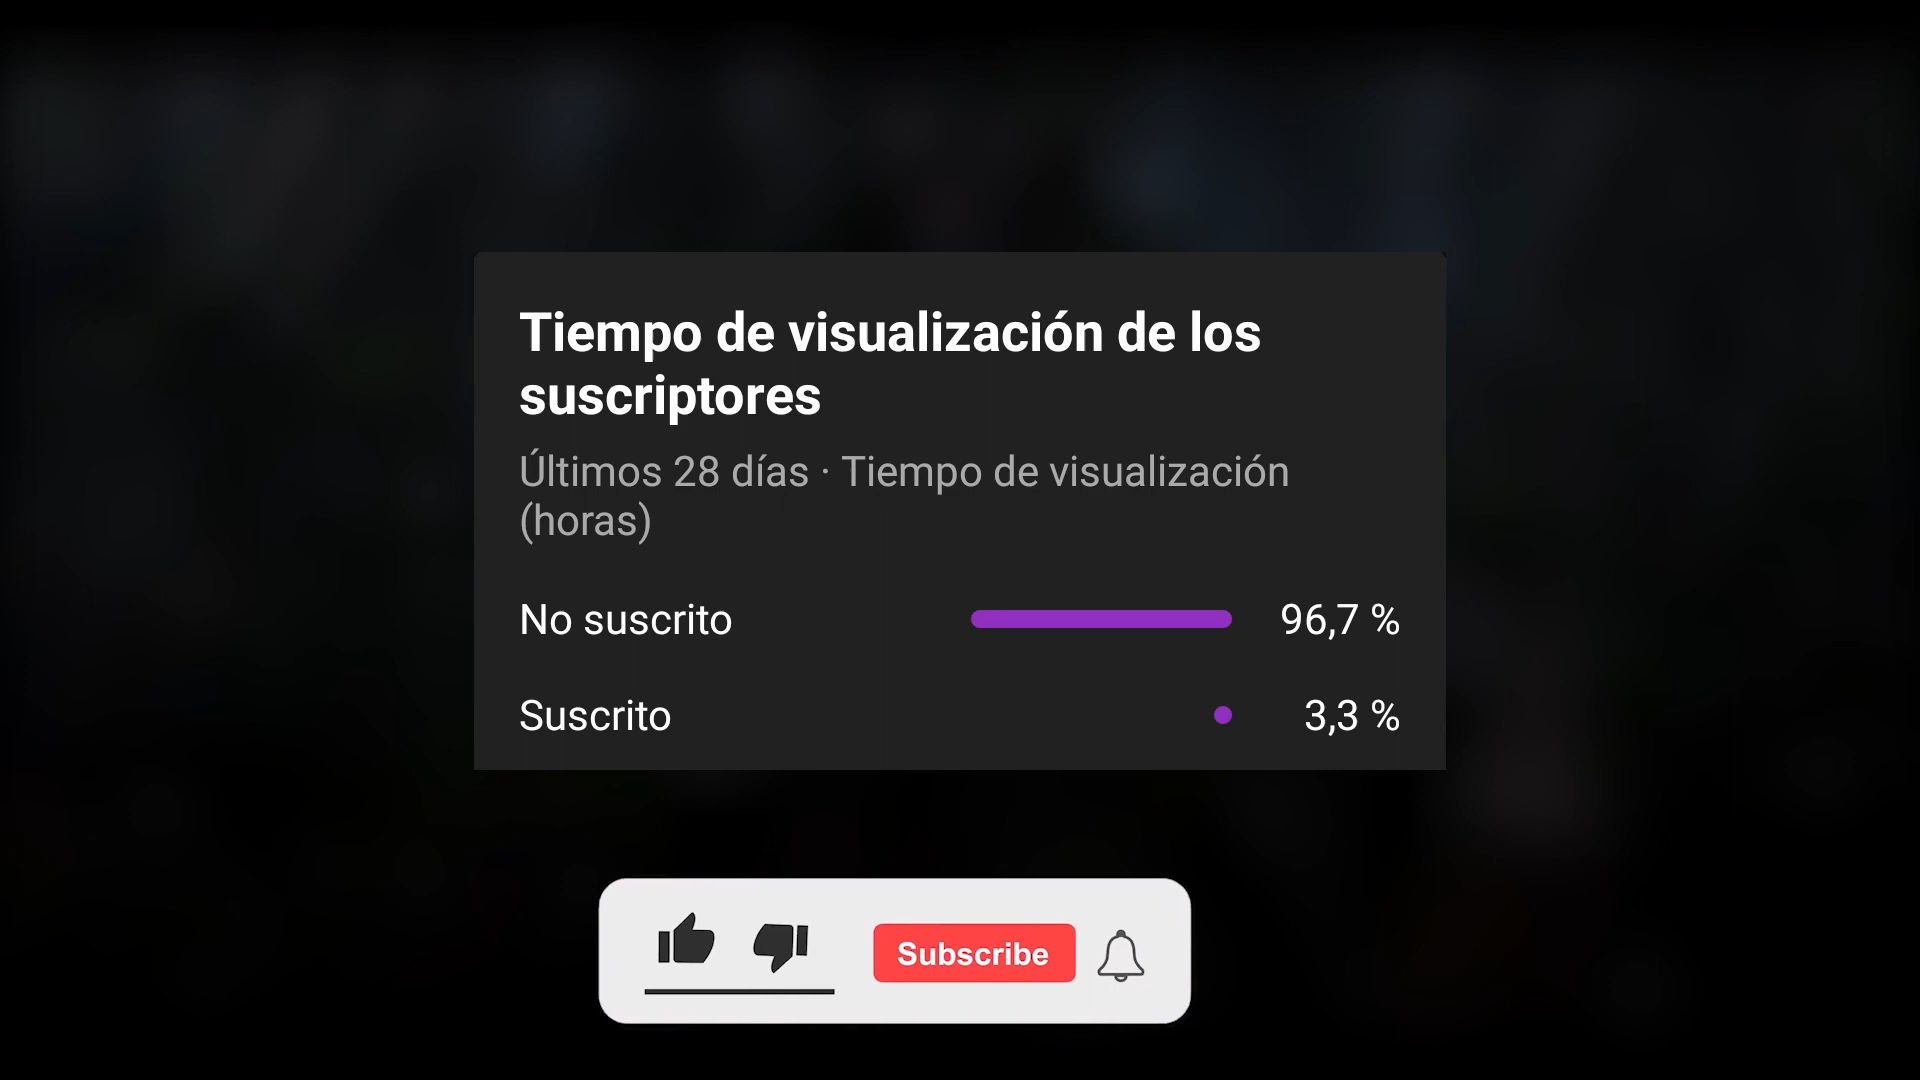 Tiempo de visualización de los
suscriptores
Últimos 28 días · Tiempo de visualización
(horas)
No suscrito 96,7 %
Suscrito 3,3 %
Subscribe